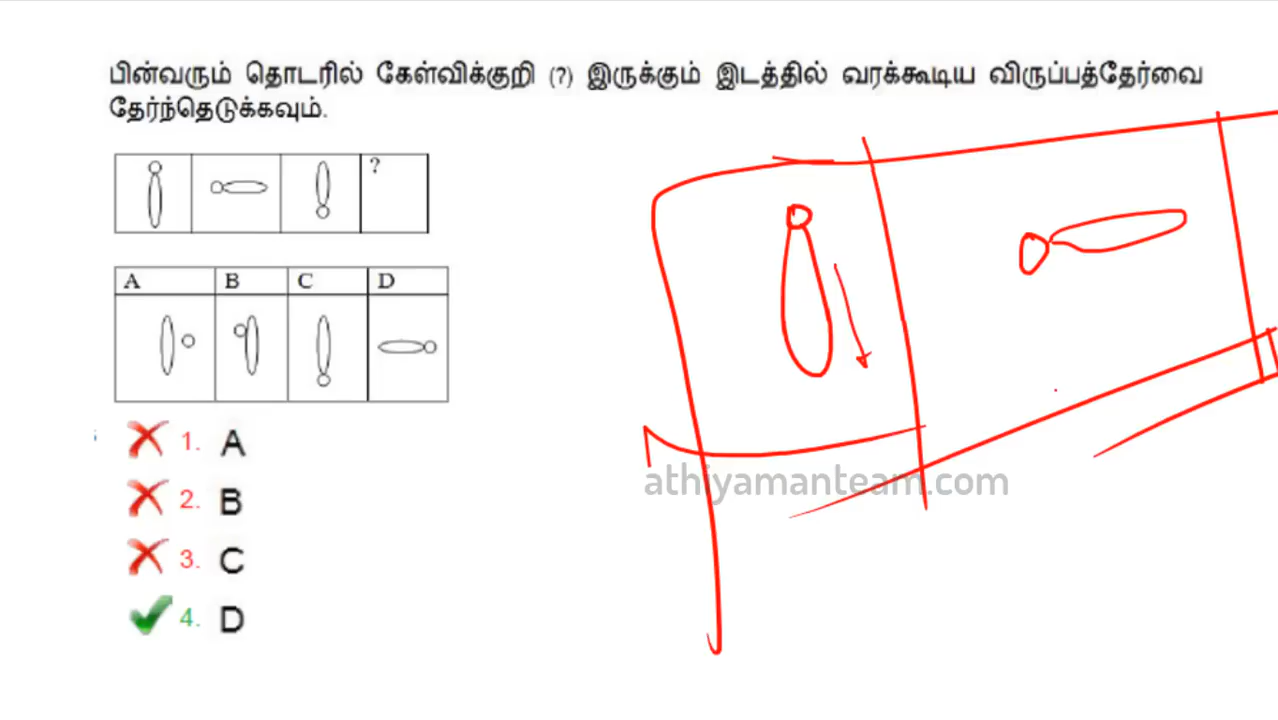 பின்வரும் தொடரில் கேள்விக்குறி (?) இருக்கும் இடத்தில் வரக்கூடிய விருப்பத்தேர்வை
தேர்ந்தெடுக்கவும்.
?
A B C D
1. A
2. B
3. C
4. D
athiyamanteam.com